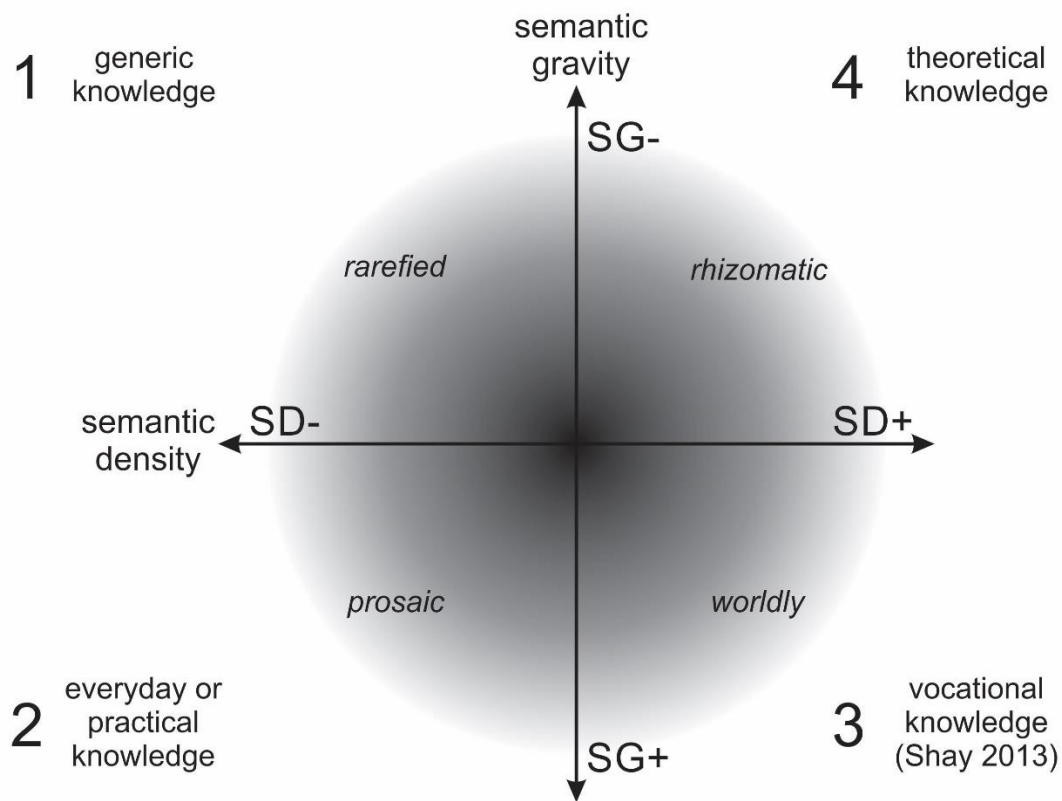 semantic
gravity
1
generic
knowledge
4
theoretical
knowledge
SG-
rarefied
rhizomatic
semantic
density
SD-
SD+
prosaic
worldly
2
everyday or
practical
knowledge
3
vocational
knowledge
(Shay 2013)
SG+